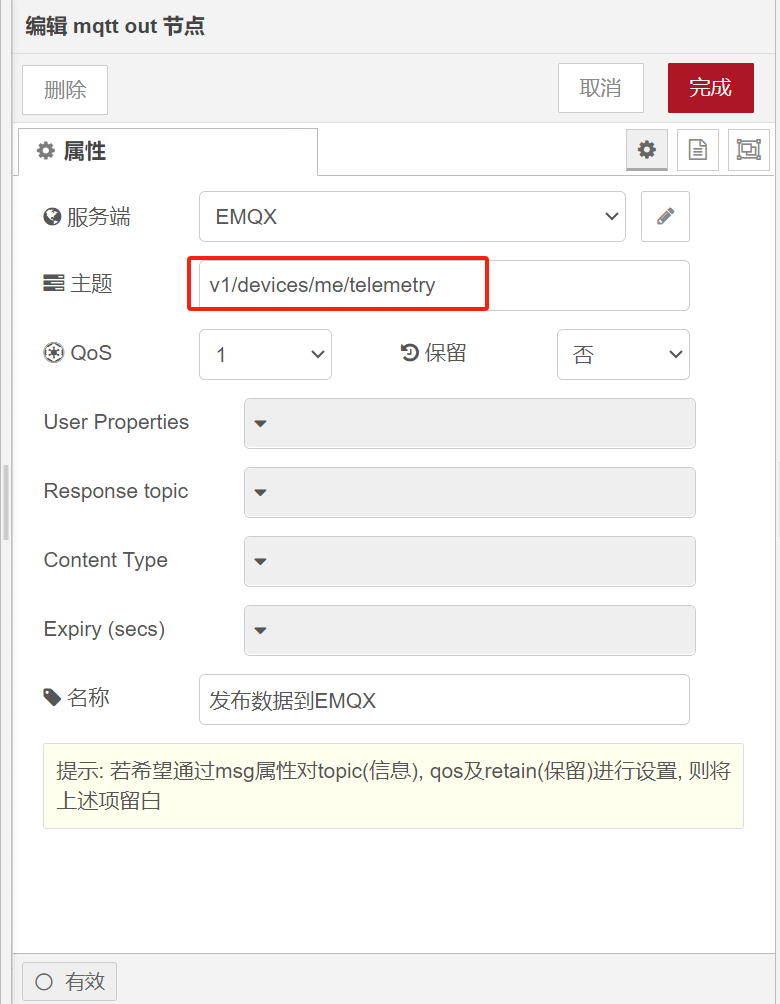 编辑 mqtt out 节点
删除
取消
完成
属性
服务端
EMQX
主题
v1/devices/me/telemetry
QoS
1
保留
否
User Properties
Response topic
Content Type
Expiry (secs)
名称
发布数据到EMQX
提示: 若希望通过msg属性对topic(信息), qos及retain(保留)进行设置, 则将
上述项留白
有效